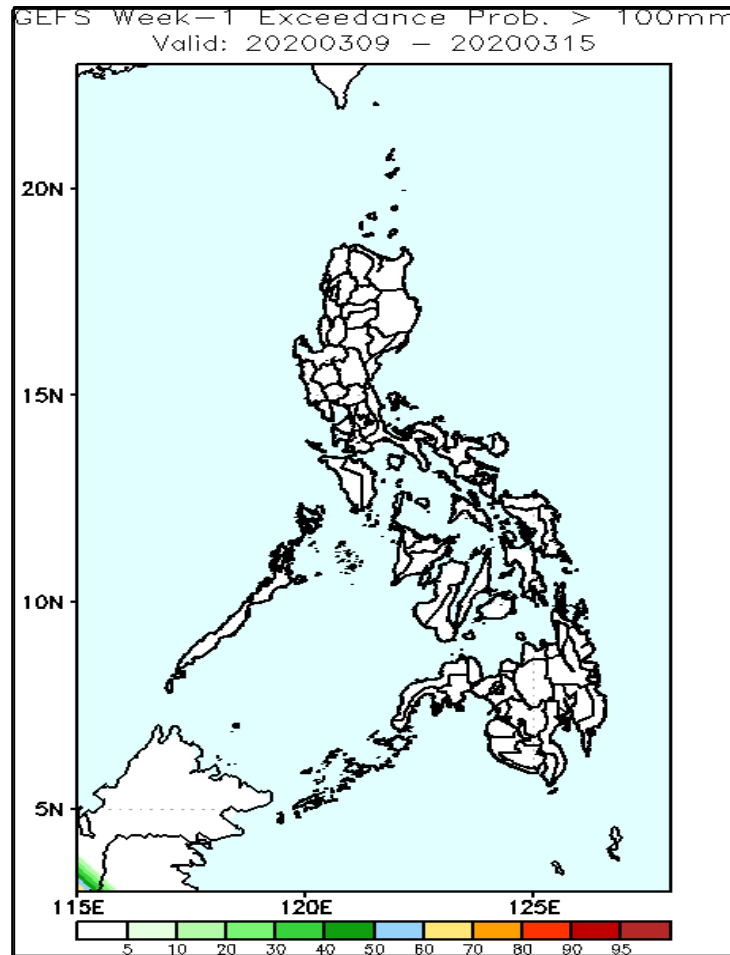 GEFS Week-1 Exceedance Prob. > 100mm
Valid: 20200309 - 20200315
20N
15N
10N
5N
115E 120E 125E
5 10 20 30 40 50 60 70 80 90 95